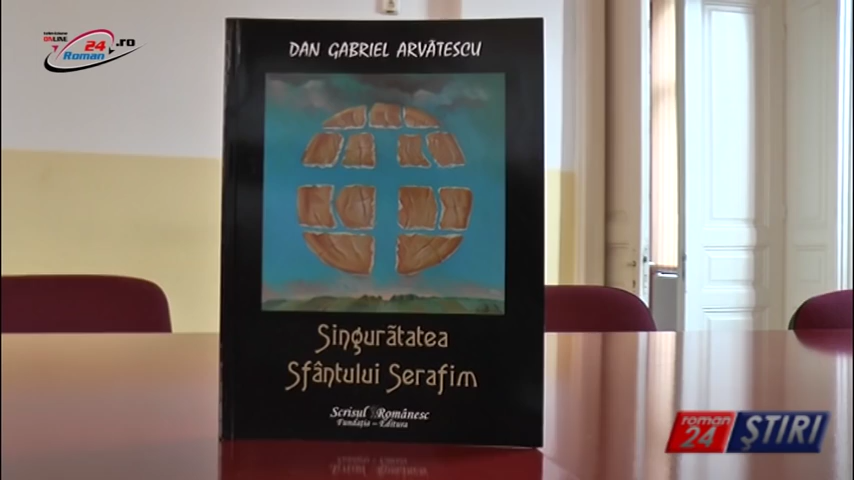 ONLINE
24 .ro
Roman
DAN GABRIEL ARVĂTESCU
Singurătatea
Sfântului Serafim
Scrisul Românesc
Fundația – Editura
roman
24
ȘTIRI